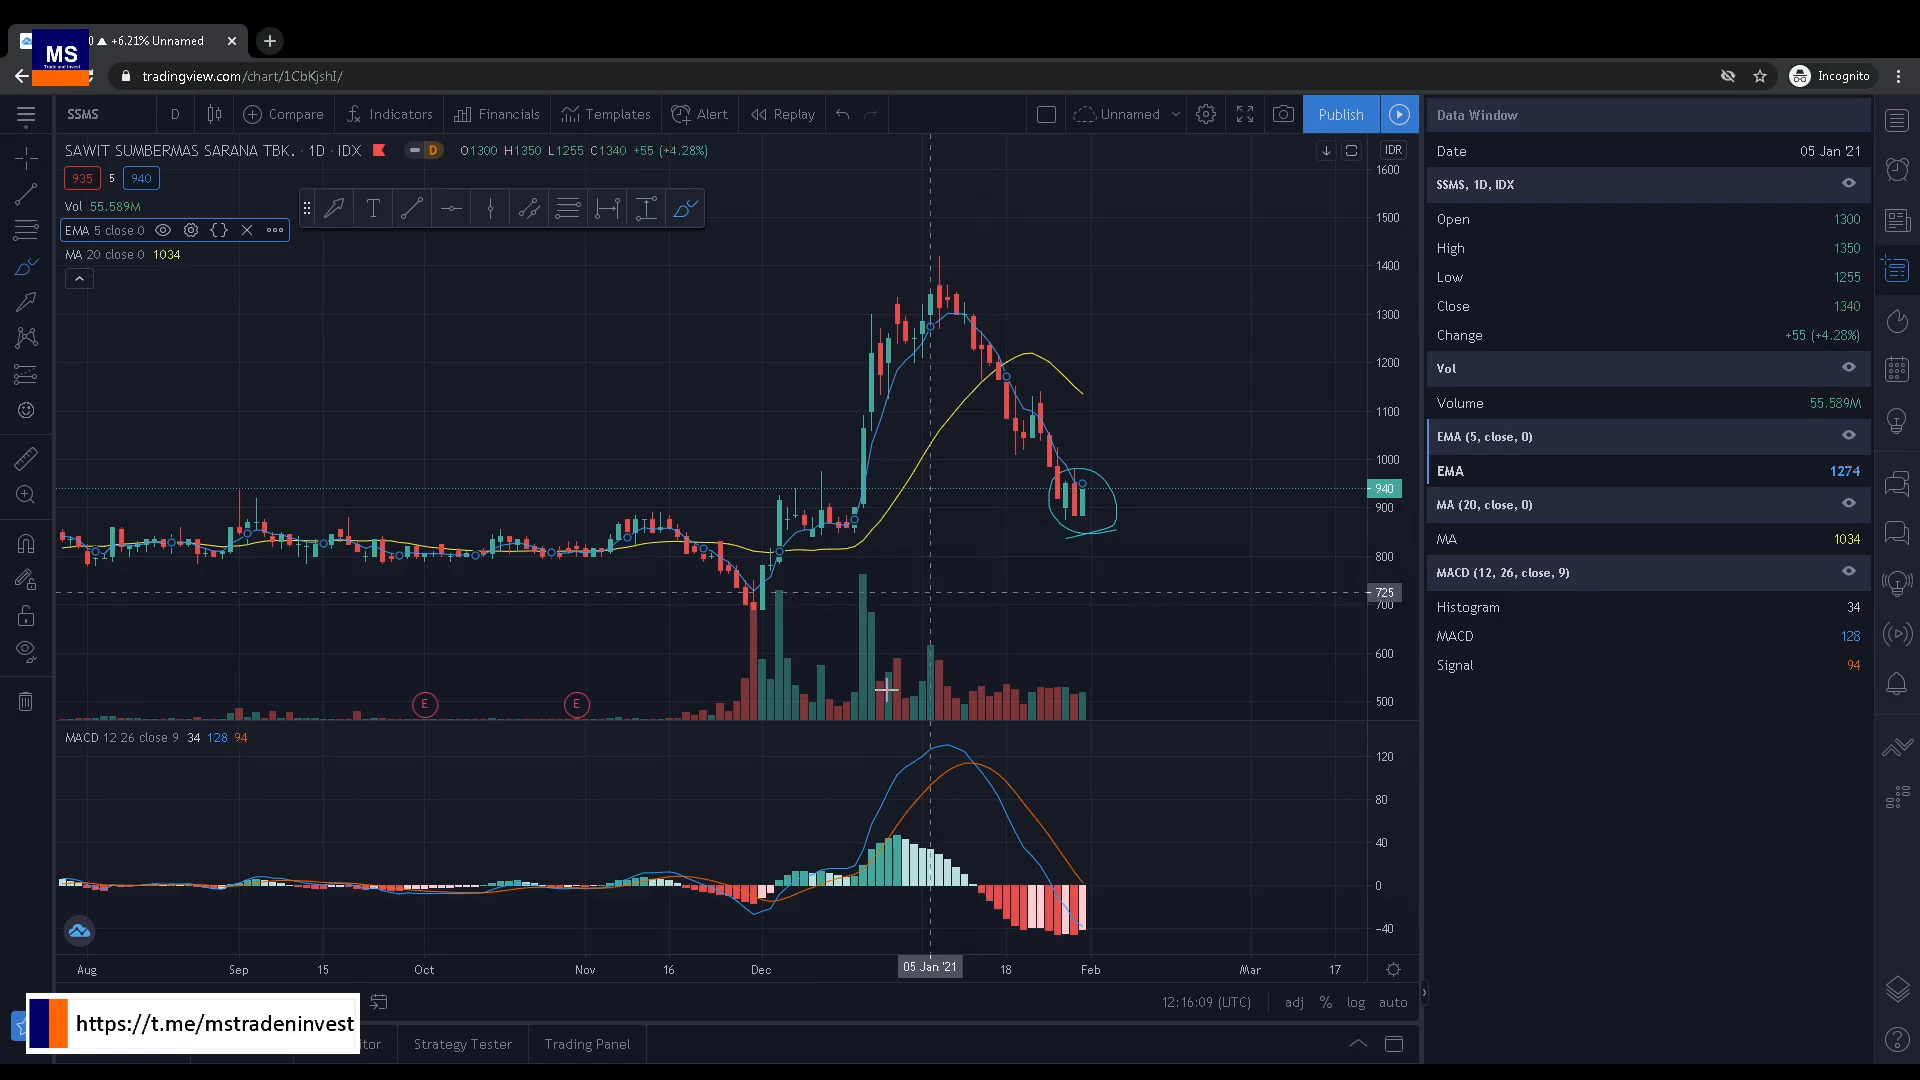 0 ▲ +6.21% Unnamed
MS
Trade and Invest
tradingview.com/chart/1CbKjshI/
Incognito
SSMS
D
Compare
Indicators
Financials
Templates
Alert
Replay
Unnamed
Publish
SAWIT SUMBERMAS SARANA TBK. · 1D · IDX
D
O1300 H1350 L1255 C1340 +55 (+4.28%)
IDR
935 5 940
Vol 55.589M
EMA 5 close 0
MA 20 close 0 1034
1600
1500
1400
1300
1200
1100
1000
940
900
800
725
700
600
500
E
E
MACD 12 26 close 9 34 128 94
120
80
40
0
−40
Aug
Sep
15
Oct
Nov
16
Dec
05 Jan '21
18
Feb
Mar
17
12:16:09 (UTC)
adj
%
log
auto
https://t.me/mstradeninvest
tor
Strategy Tester
Trading Panel
Data Window
Date 05 Jan '21
SSMS, 1D, IDX
Open 1300
High 1350
Low 1255
Close 1340
Change +55 (+4.28%)
Vol
Volume 55.589M
EMA (5, close, 0)
EMA 1274
MA (20, close, 0)
MA 1034
MACD (12, 26, close, 9)
Histogram 34
MACD 128
Signal 94